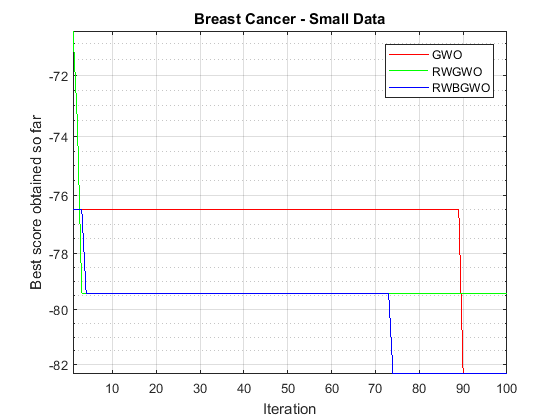 Breast Cancer - Small Data
GWO
RWGWO
RWBGWO
-72
-74
-76
-78
-80
-82
Best score obtained so far
10 20 30 40 50 60 70 80 90 100
Iteration